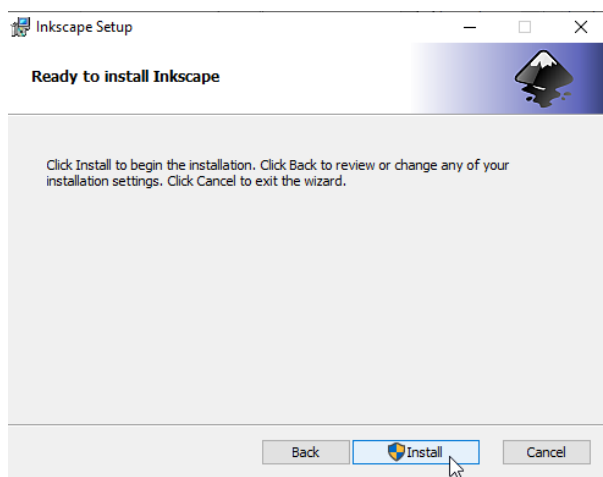 Inkscape Setup
Ready to install Inkscape
Click Install to begin the installation. Click Back to review or change any of your
installation settings. Click Cancel to exit the wizard.
Back Install Cancel